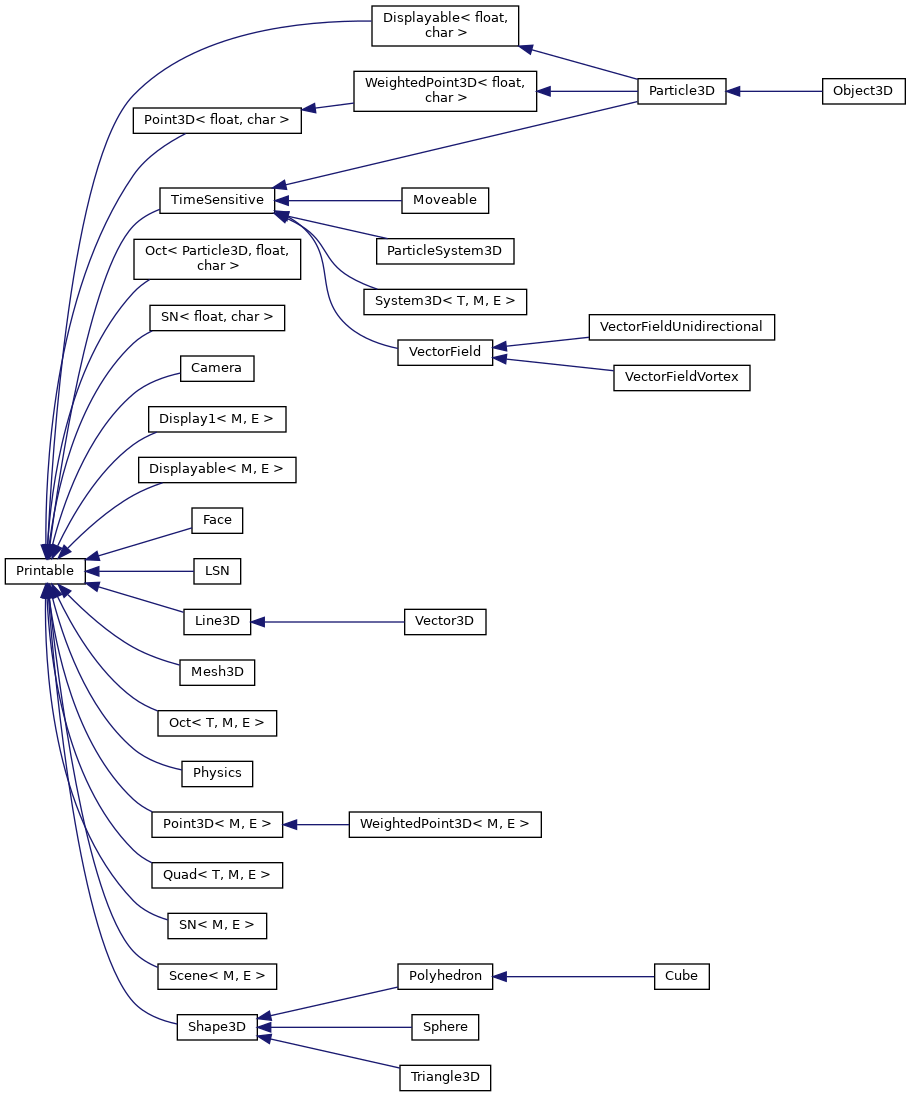 Displayable< float,
char >
WeightedPoint3D< float,
char >
Particle3D
Object3D
Point3D< float, char >
TimeSensitive
Moveable
Oct< Particle3D, float,
char >
ParticleSystem3D
System3D< T, M, E >
SN< float, char >
VectorFieldUnidirectional
VectorField
Camera
VectorFieldVortex
Display1< M, E >
Displayable< M, E >
Face
Printable
LSN
Line3D
Vector3D
Mesh3D
Oct< T, M, E >
Physics
Point3D< M, E >
WeightedPoint3D< M, E >
Quad< T, M, E >
SN< M, E >
Scene< M, E >
Polyhedron
Cube
Shape3D
Sphere
Triangle3D